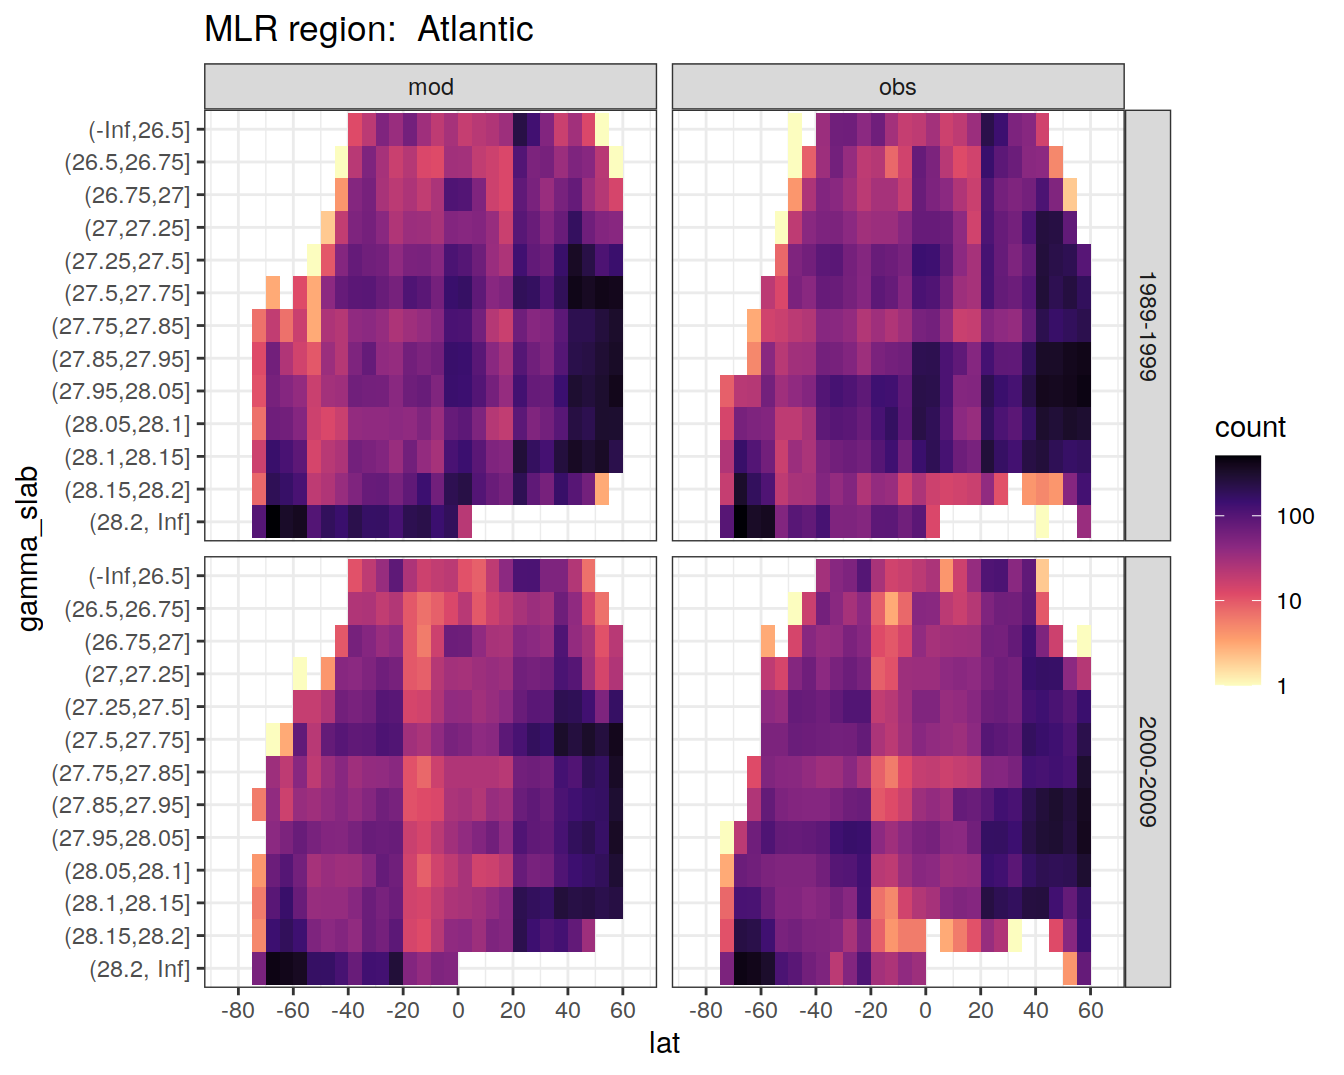 MLR region:  Atlantic
mod
obs
(-Inf,26.5]
(26.5,26.75]
(26.75,27]
(27,27.25]
(27.25,27.5]
(27.5,27.75]
(27.75,27.85]
(27.85,27.95]
(27.95,28.05]
(28.05,28.1]
(28.1,28.15]
(28.15,28.2]
(28.2, Inf]
1989-1999
(-Inf,26.5]
(26.5,26.75]
(26.75,27]
(27,27.25]
(27.25,27.5]
(27.5,27.75]
(27.75,27.85]
(27.85,27.95]
(27.95,28.05]
(28.05,28.1]
(28.1,28.15]
(28.15,28.2]
(28.2, Inf]
2000-2009
gamma_slab
-80 -60 -40 -20 0 20 40 60
-80 -60 -40 -20 0 20 40 60
lat
count
100
10
1